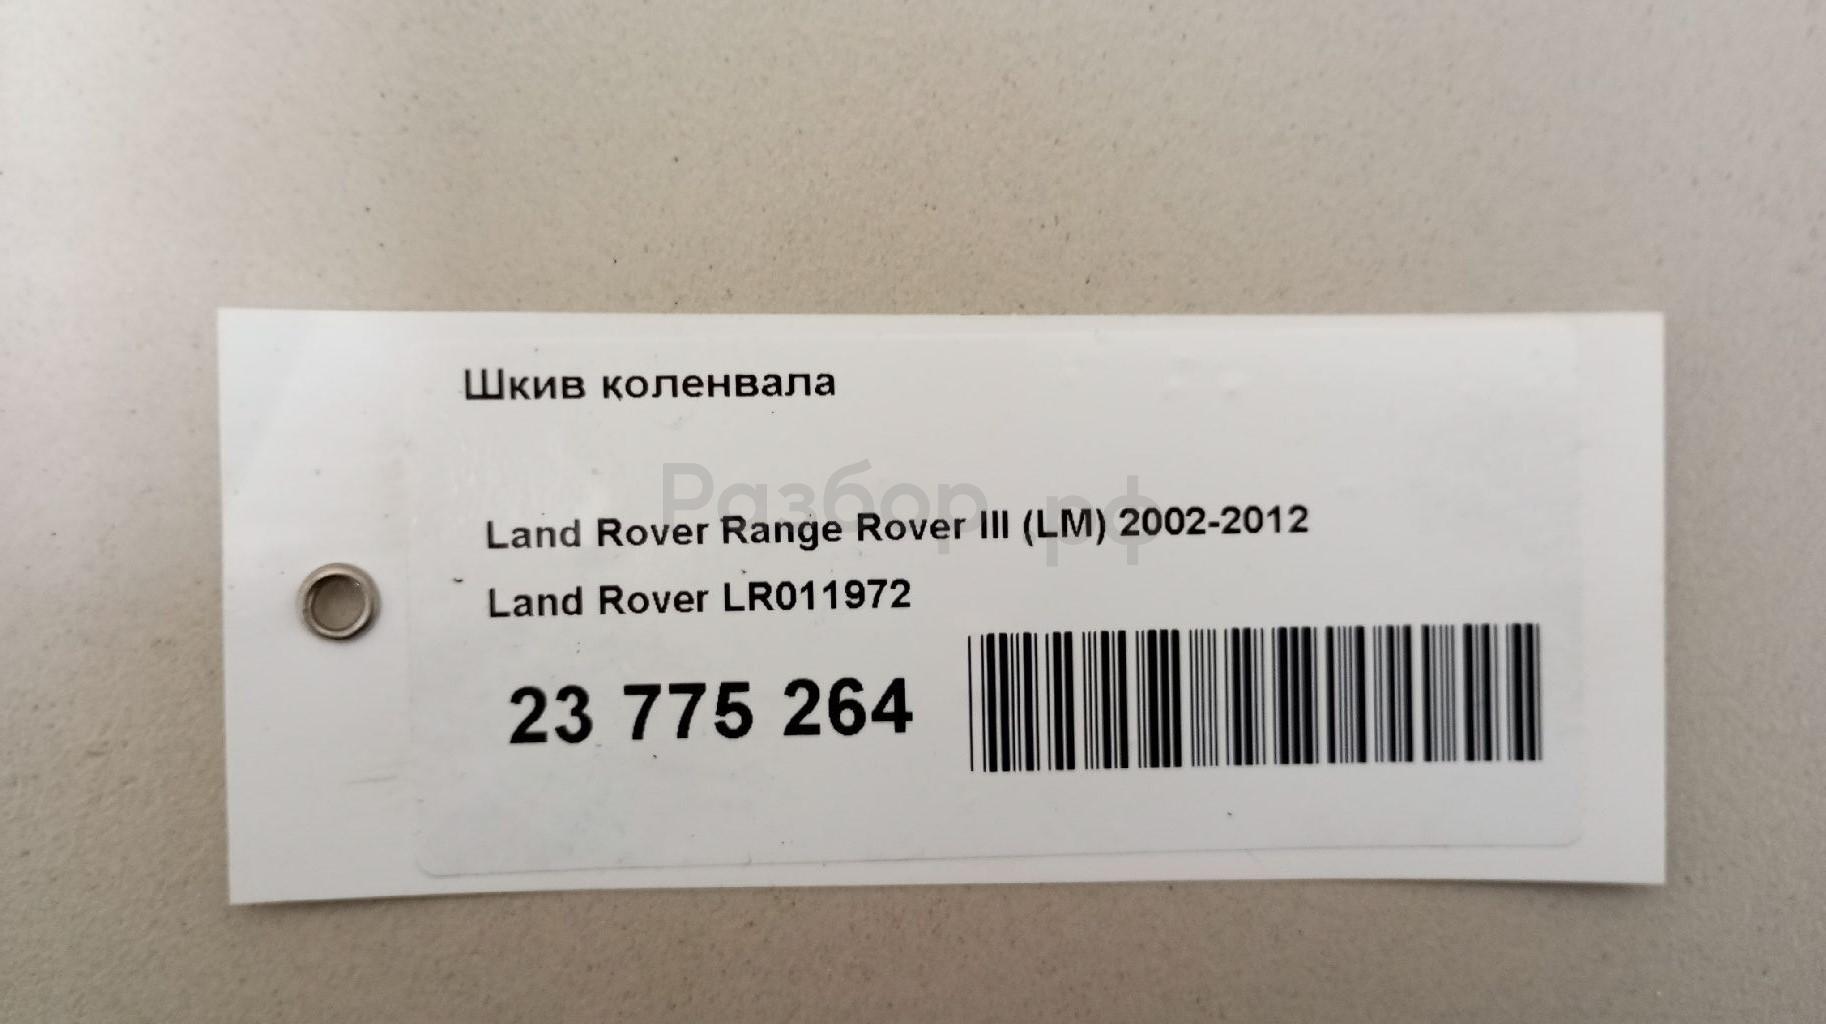 Шкив коленвала
Разбор.рф
Land Rover Range Rover III (LM) 2002-2012
Land Rover LR011972
23 775 264